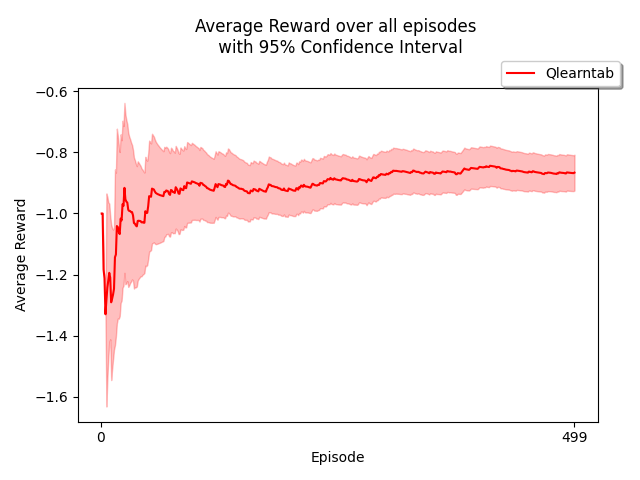 Average Reward over all episodes
with 95% Confidence Interval
Qlearntab
−0.6
−0.8
−1.0
−1.2
−1.4
−1.6
Average Reward
0
499
Episode